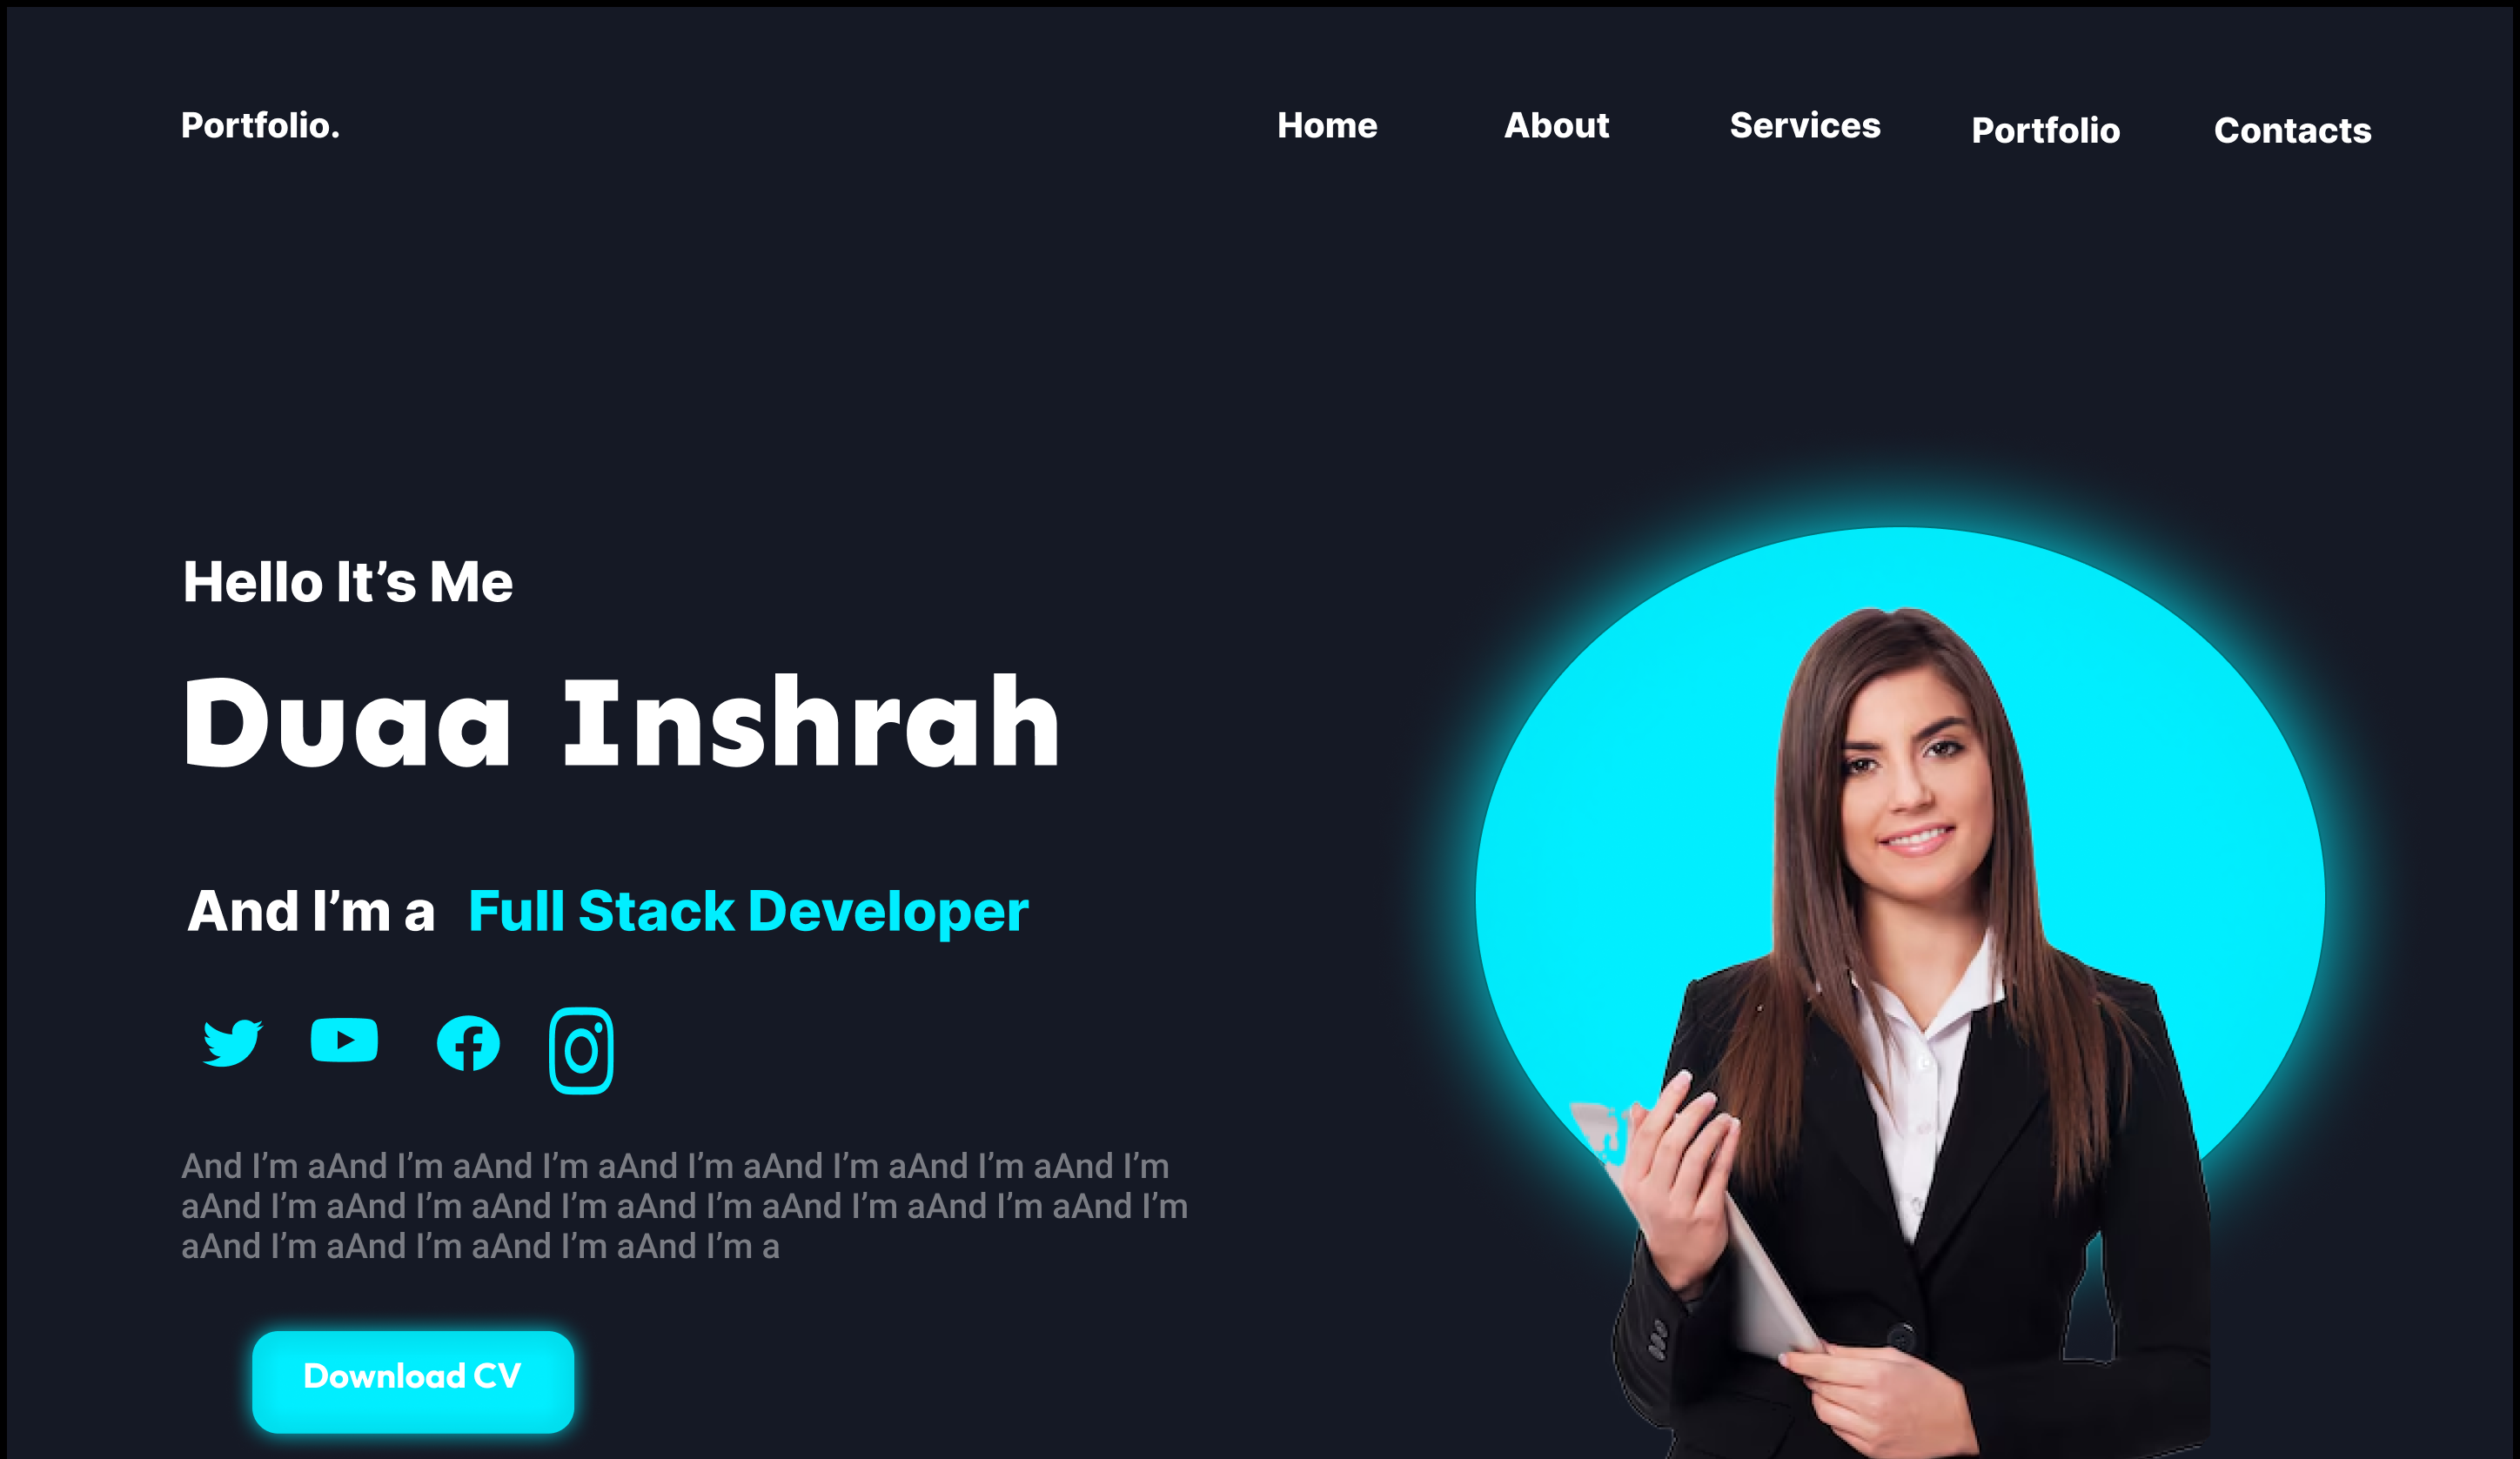 Portfolio.
Home
About
Services
Portfolio
Contacts
Hello It’s Me
Duaa Inshrah
And I’m a Full Stack Developer
And I’m aAnd I’m aAnd I’m aAnd I’m aAnd I’m aAnd I’m aAnd I’m
aAnd I’m aAnd I’m aAnd I’m aAnd I’m aAnd I’m aAnd I’m aAnd I’m
aAnd I’m aAnd I’m aAnd I’m aAnd I’m a
Download CV